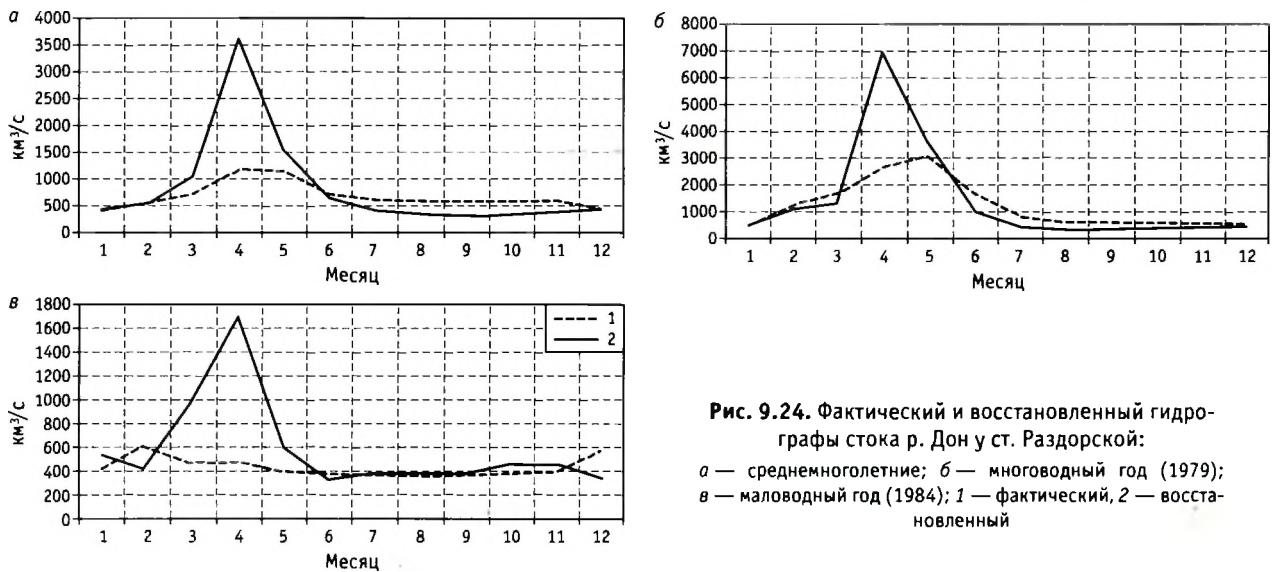 а
4000
3500
3000
2500
2000
1500
1000
500
0
км³/с
1 2 3 4 5 6 7 8 9 10 11 12
Месяц
б
8000
7000
6000
5000
4000
3000
2000
1000
0
км³/с
1 2 3 4 5 6 7 8 9 10 11 12
Месяц
в
1800
1600
1400
1200
1000
800
600
400
200
0
км³/с
1
2
1 2 3 4 5 6 7 8 9 10 11 12
Месяц
Рис. 9.24. Фактический и восстановленный гидро-
графы стока р. Дон у ст. Раздорской:
а — среднемноголетние; б — многоводный год (1979);
в — маловодный год (1984); 1 — фактический, 2 — восста-
новленный